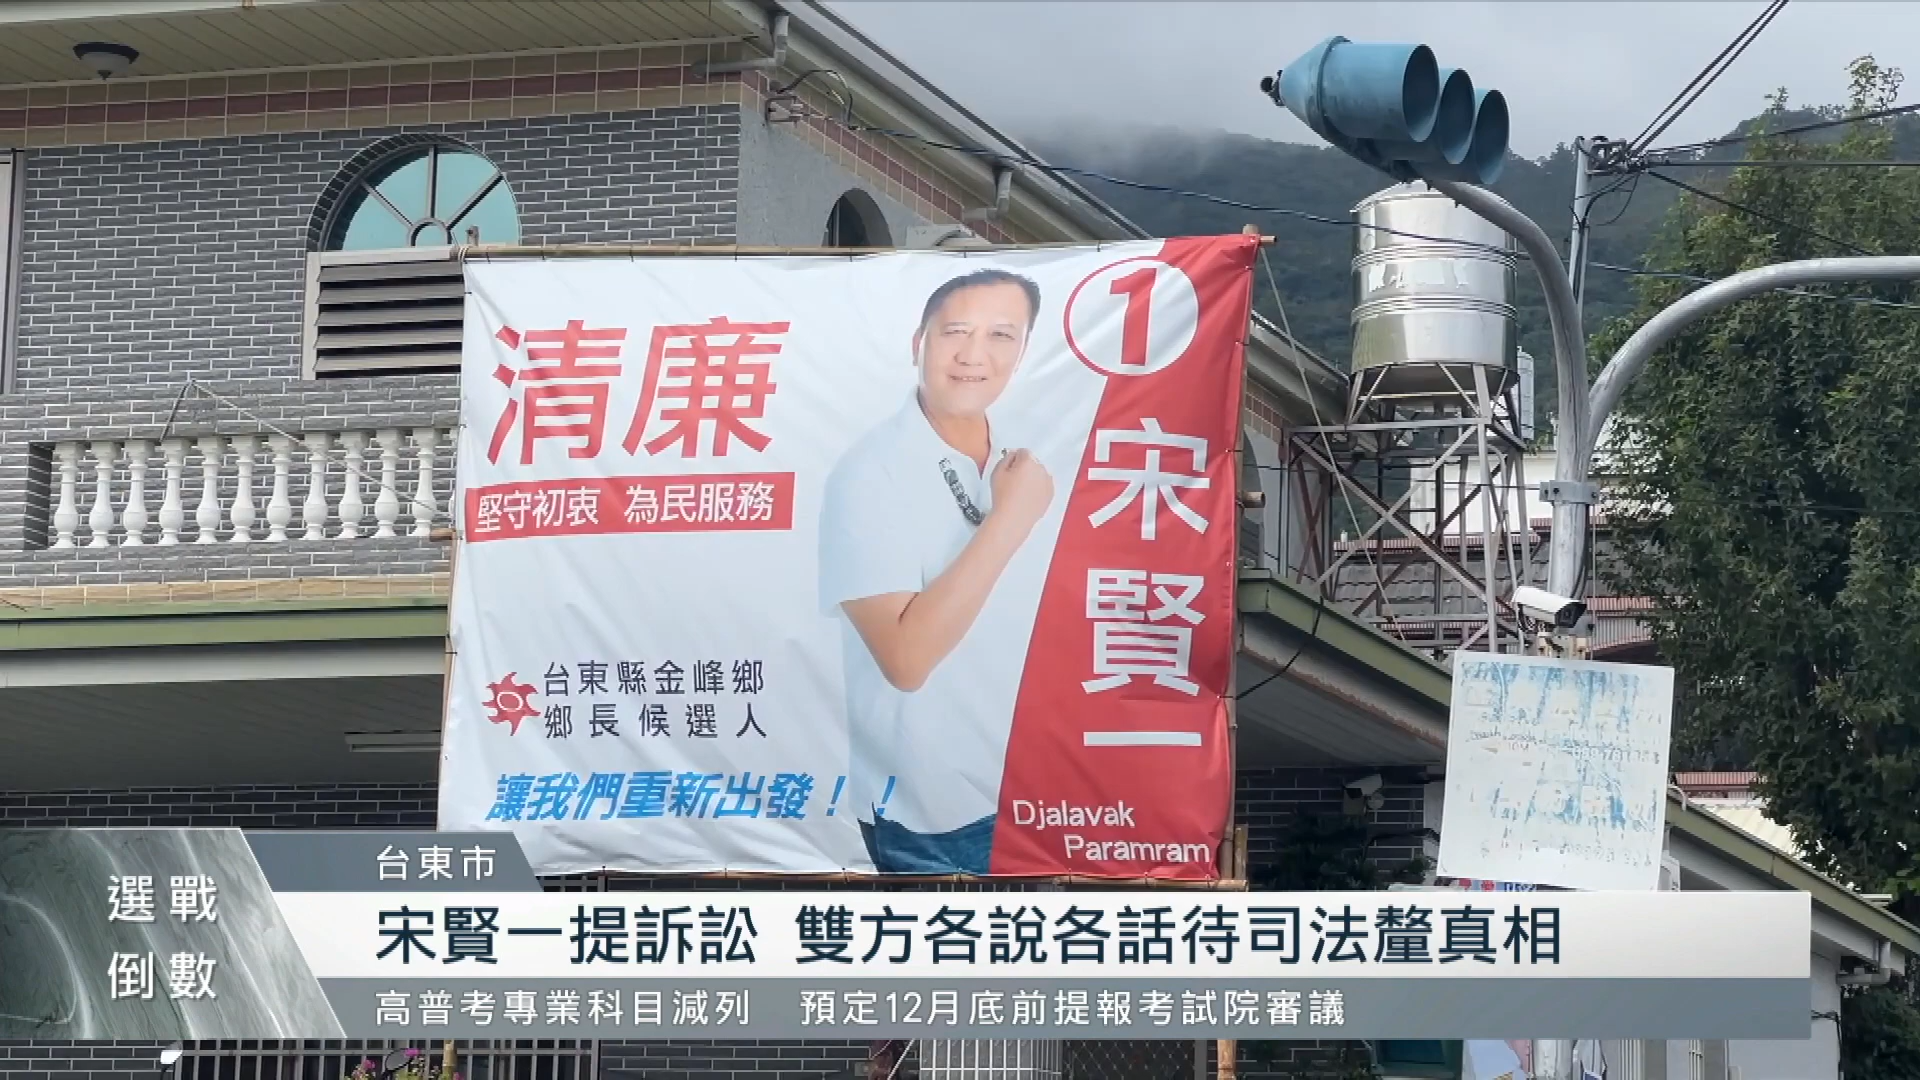 清廉
堅守初衷 為民服務
台東縣金峰鄉
鄉長候選人
讓我們重新出發！！
1
宋賢一
Djalavak
Paramram
選戰
倒數
台東市
宋賢一提訴訟 雙方各說各話待司法釐真相
高普考專業科目減列 預定12月底前提報考試院審議